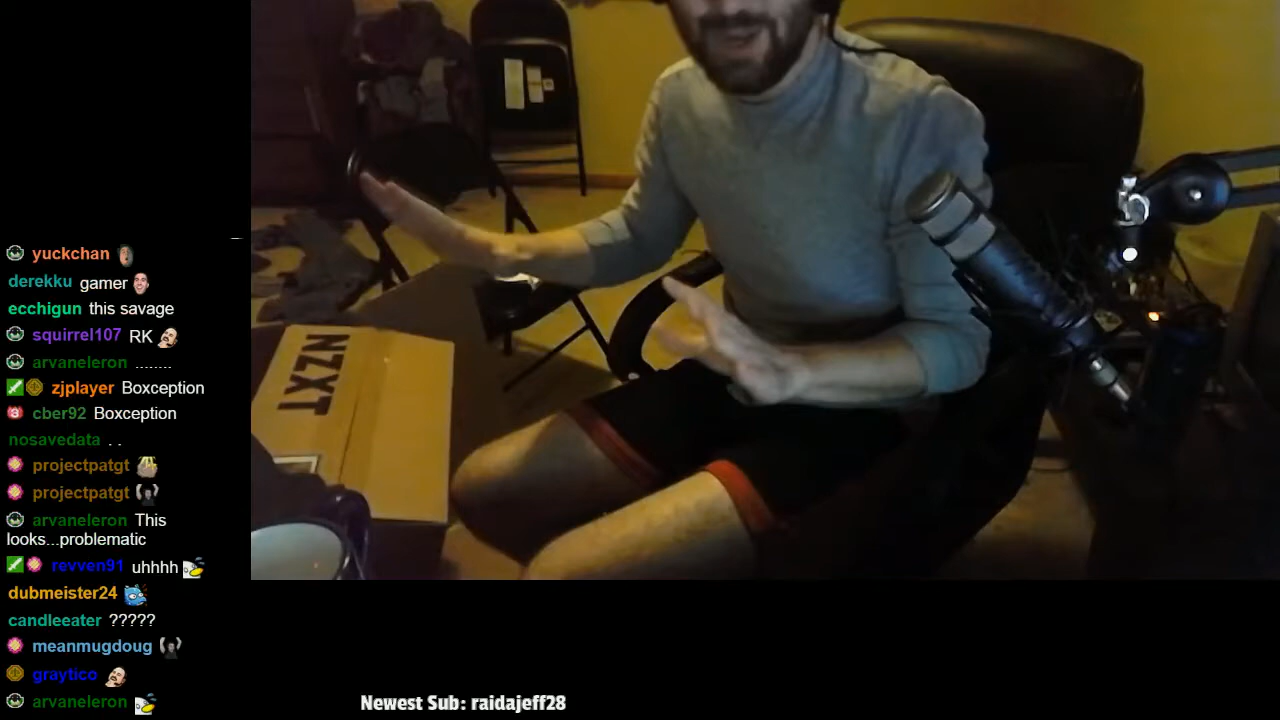 yuckchan
derekku gamer
ecchigun this savage
squirrel107 RK
arvaneleron ........
zjplayer Boxception
cber92 Boxception
nosavedata . .
projectpatgt
projectpatgt
arvaneleron This
looks...problematic
revven91 uhhhh
dubmeister24
candleeater ?????
meanmugdoug
graytico
arvaneleron
NZXT
Newest Sub: raidajeff28